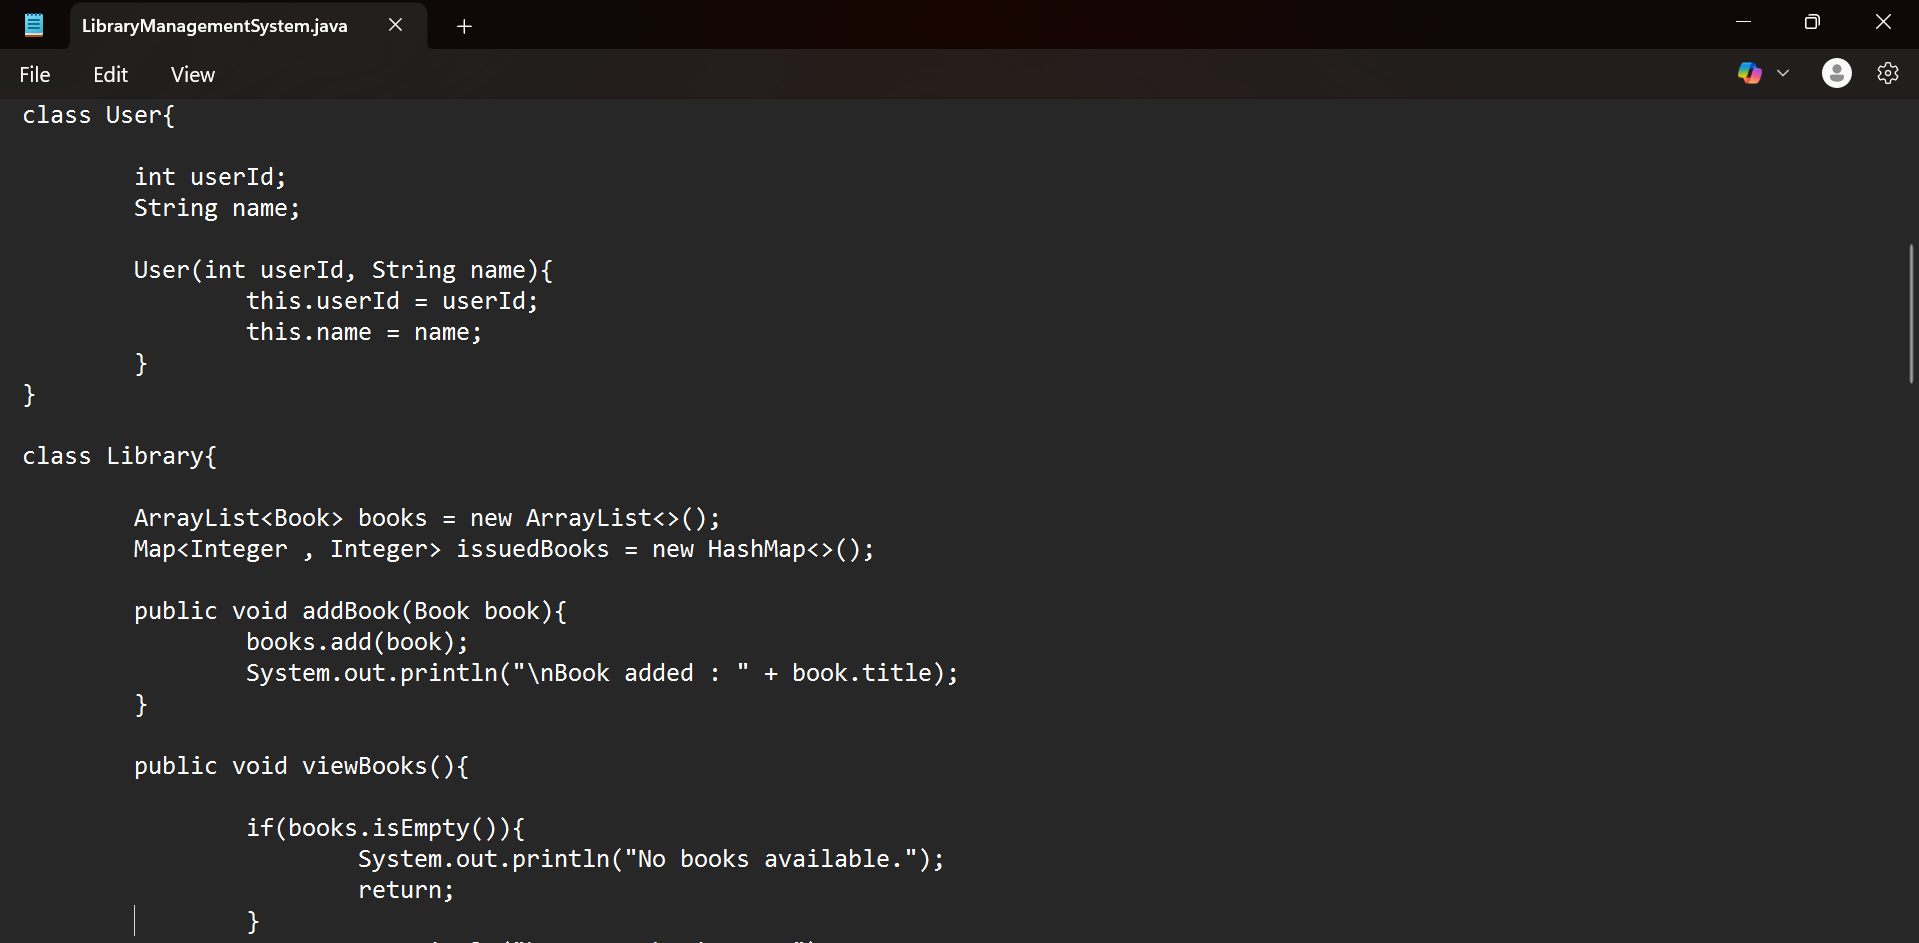 LibraryManagementSystem.java
File Edit View
class User{
int userId;
String name;
User(int userId, String name){
this.userId = userId;
this.name = name;
}
}
class Library{
ArrayList<Book> books = new ArrayList<>();
Map<Integer , Integer> issuedBooks = new HashMap<>();
public void addBook(Book book){
books.add(book);
System.out.println("\nBook added : " + book.title);
}
public void viewBooks(){
if(books.isEmpty()){
System.out.println("No books available.");
return;
}